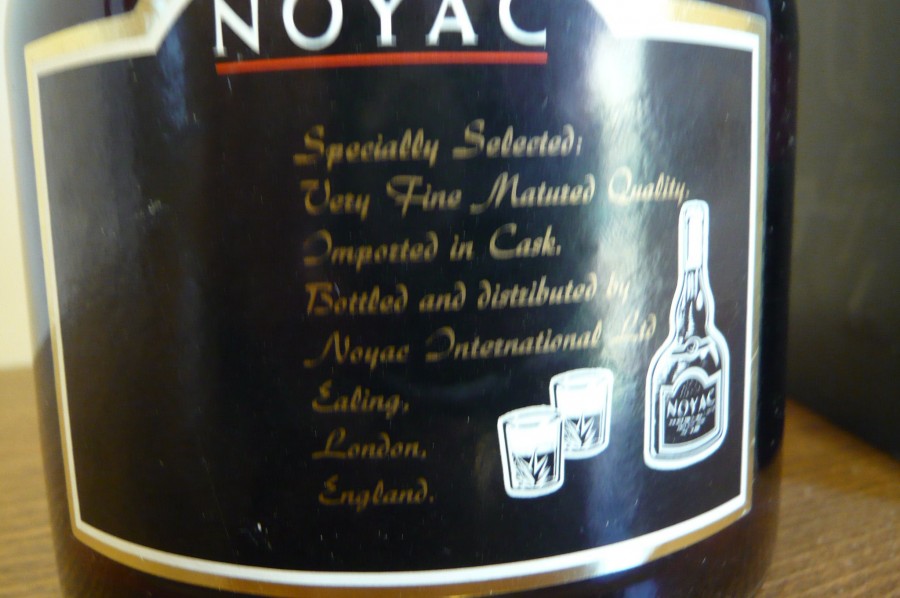 NOYAC
Specially Selected;
Very Fine Matured Quality.
Imported in Cask.
Bottled and distributed by
Noyac International Ltd
Ealing,
London,
England.
NOYAC